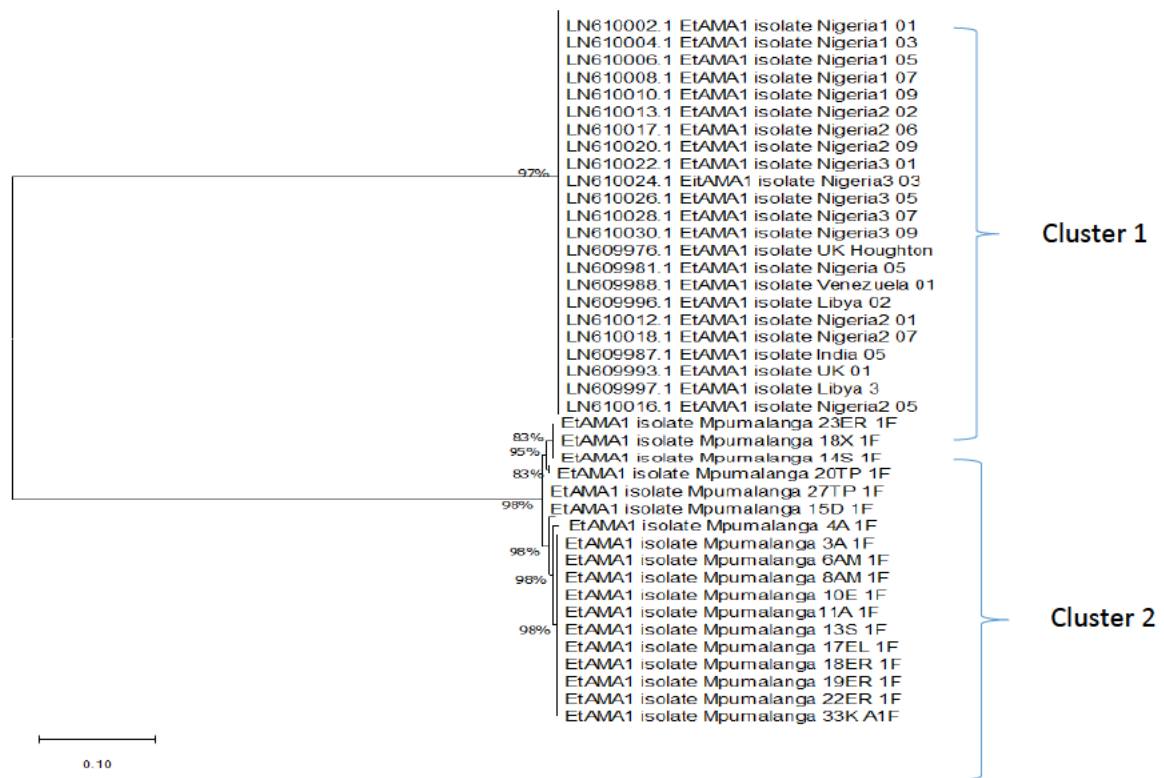 LN610002.1 EtAMA1 isolate Nigeria1 01
LN610004.1 EtAMA1 isolate Nigeria1 03
LN610006.1 EtAMA1 isolate Nigeria1 05
LN610008.1 EtAMA1 isolate Nigeria1 07
LN610010.1 EtAMA1 isolate Nigeria1 09
LN610013.1 EtAMA1 isolate Nigeria2 02
LN610017.1 EtAMA1 isolate Nigeria2 06
LN610020.1 EtAMA1 isolate Nigeria2 09
LN610022.1 EtAMA1 isolate Nigeria3 01
97%
LN610024.1 EitAMA1 isolate Nigeria3 03
LN610026.1 EtAMA1 isolate Nigeria3 05
LN610028.1 EtAMA1 isolate Nigeria3 07
LN610030.1 EtAMA1 isolate Nigeria3 09
Cluster 1
LN609976.1 EtAMA1 isolate UK Houghton
LN609981.1 EtAMA1 isolate Nigeria 05
LN609988.1 EtAMA1 isolate Venezuela 01
LN609996.1 EtAMA1 isolate Libya 02
LN610012.1 EtAMA1 isolate Nigeria2 01
LN610018.1 EtAMA1 isolate Nigeria2 07
LN609987.1 EtAMA1 isolate India 05
LN609993.1 EtAMA1 isolate UK 01
LN609997.1 EtAMA1 isolate Libya 3
LN610016.1 EtAMA1 isolate Nigeria2 05
EtAMA1 isolate Mpumalanga 23ER 1F
83%
EtAMA1 isolate Mpumalanga 18X 1F
95%
EtAMA1 isolate Mpumalanga 14S 1F
83%
EtAMA1 isolate Mpumalanga 20TP 1F
EtAMA1 isolate Mpumalanga 27TP 1F
98%
EtAMA1 isolate Mpumalanga 15D 1F
EtAMA1 isolate Mpumalanga 4A 1F
EtAMA1 isolate Mpumalanga 3A 1F
98%
EtAMA1 isolate Mpumalanga 6AM 1F
98%
EtAMA1 isolate Mpumalanga 8AM 1F
EtAMA1 isolate Mpumalanga 10E 1F
EtAMA1 isolate Mpumalanga11A 1F
Cluster 2
98%
EtAMA1 isolate Mpumalanga 13S 1F
EtAMA1 isolate Mpumalanga 17EL 1F
EtAMA1 isolate Mpumalanga 18ER 1F
EtAMA1 isolate Mpumalanga 19ER 1F
EtAMA1 isolate Mpumalanga 22ER 1F
EtAMA1 isolate Mpumalanga 33K A1F
0.10